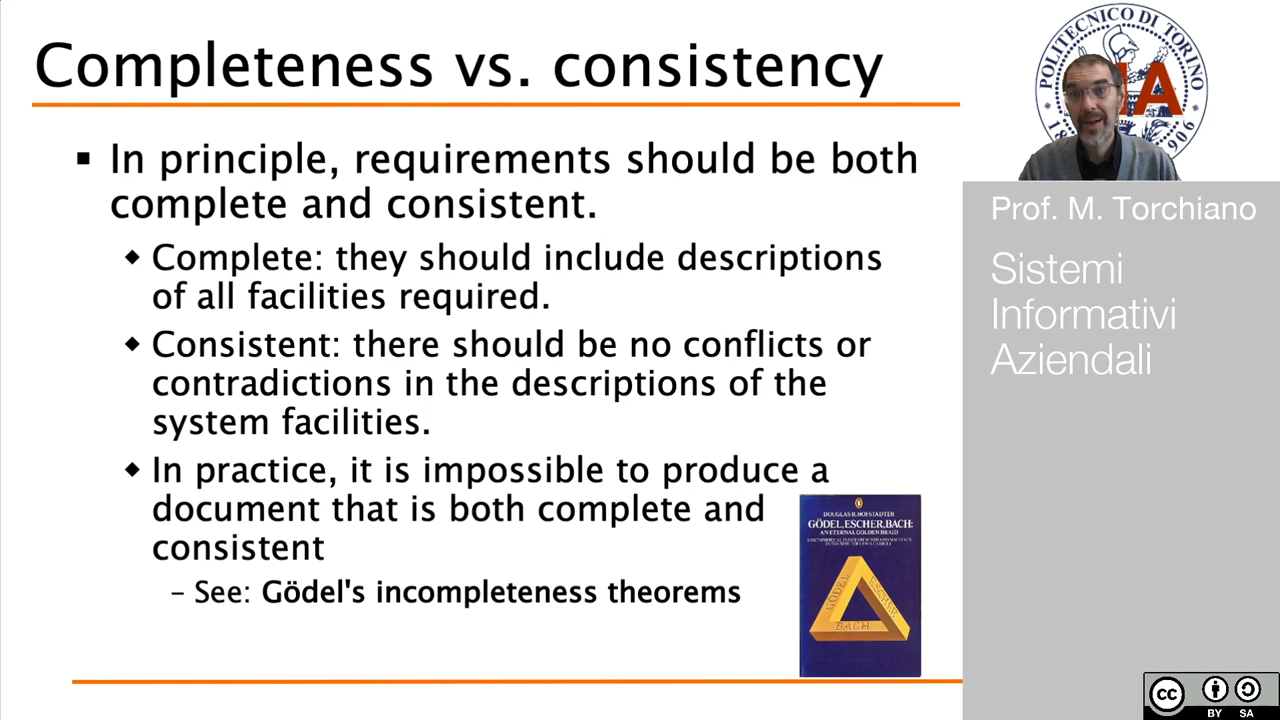 Completeness vs. consistency
In principle, requirements should be both
complete and consistent.
Complete: they should include descriptions
of all facilities required.
Consistent: there should be no conflicts or
contradictions in the descriptions of the
system facilities.
In practice, it is impossible to produce a
document that is both complete and
consistent
– See: Gödel's incompleteness theorems
DOUGLAS R. HOFSTADTER
GÖDEL, ESCHER, BACH:
AN ETERNAL GOLDEN BRAID
GÖDEL
ESCHER
BACH
POLITECNICO DI TORINO
Prof. M. Torchiano
Sistemi
Informativi
Aziendali
cc
BY SA